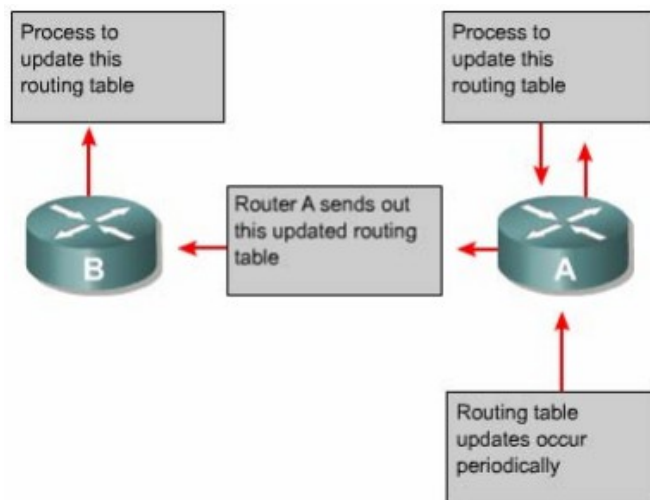 Process to
update this
routing table
Process to
update this
routing table
Router A sends out
this updated routing
table
B
A
Routing table
updates occur
periodically